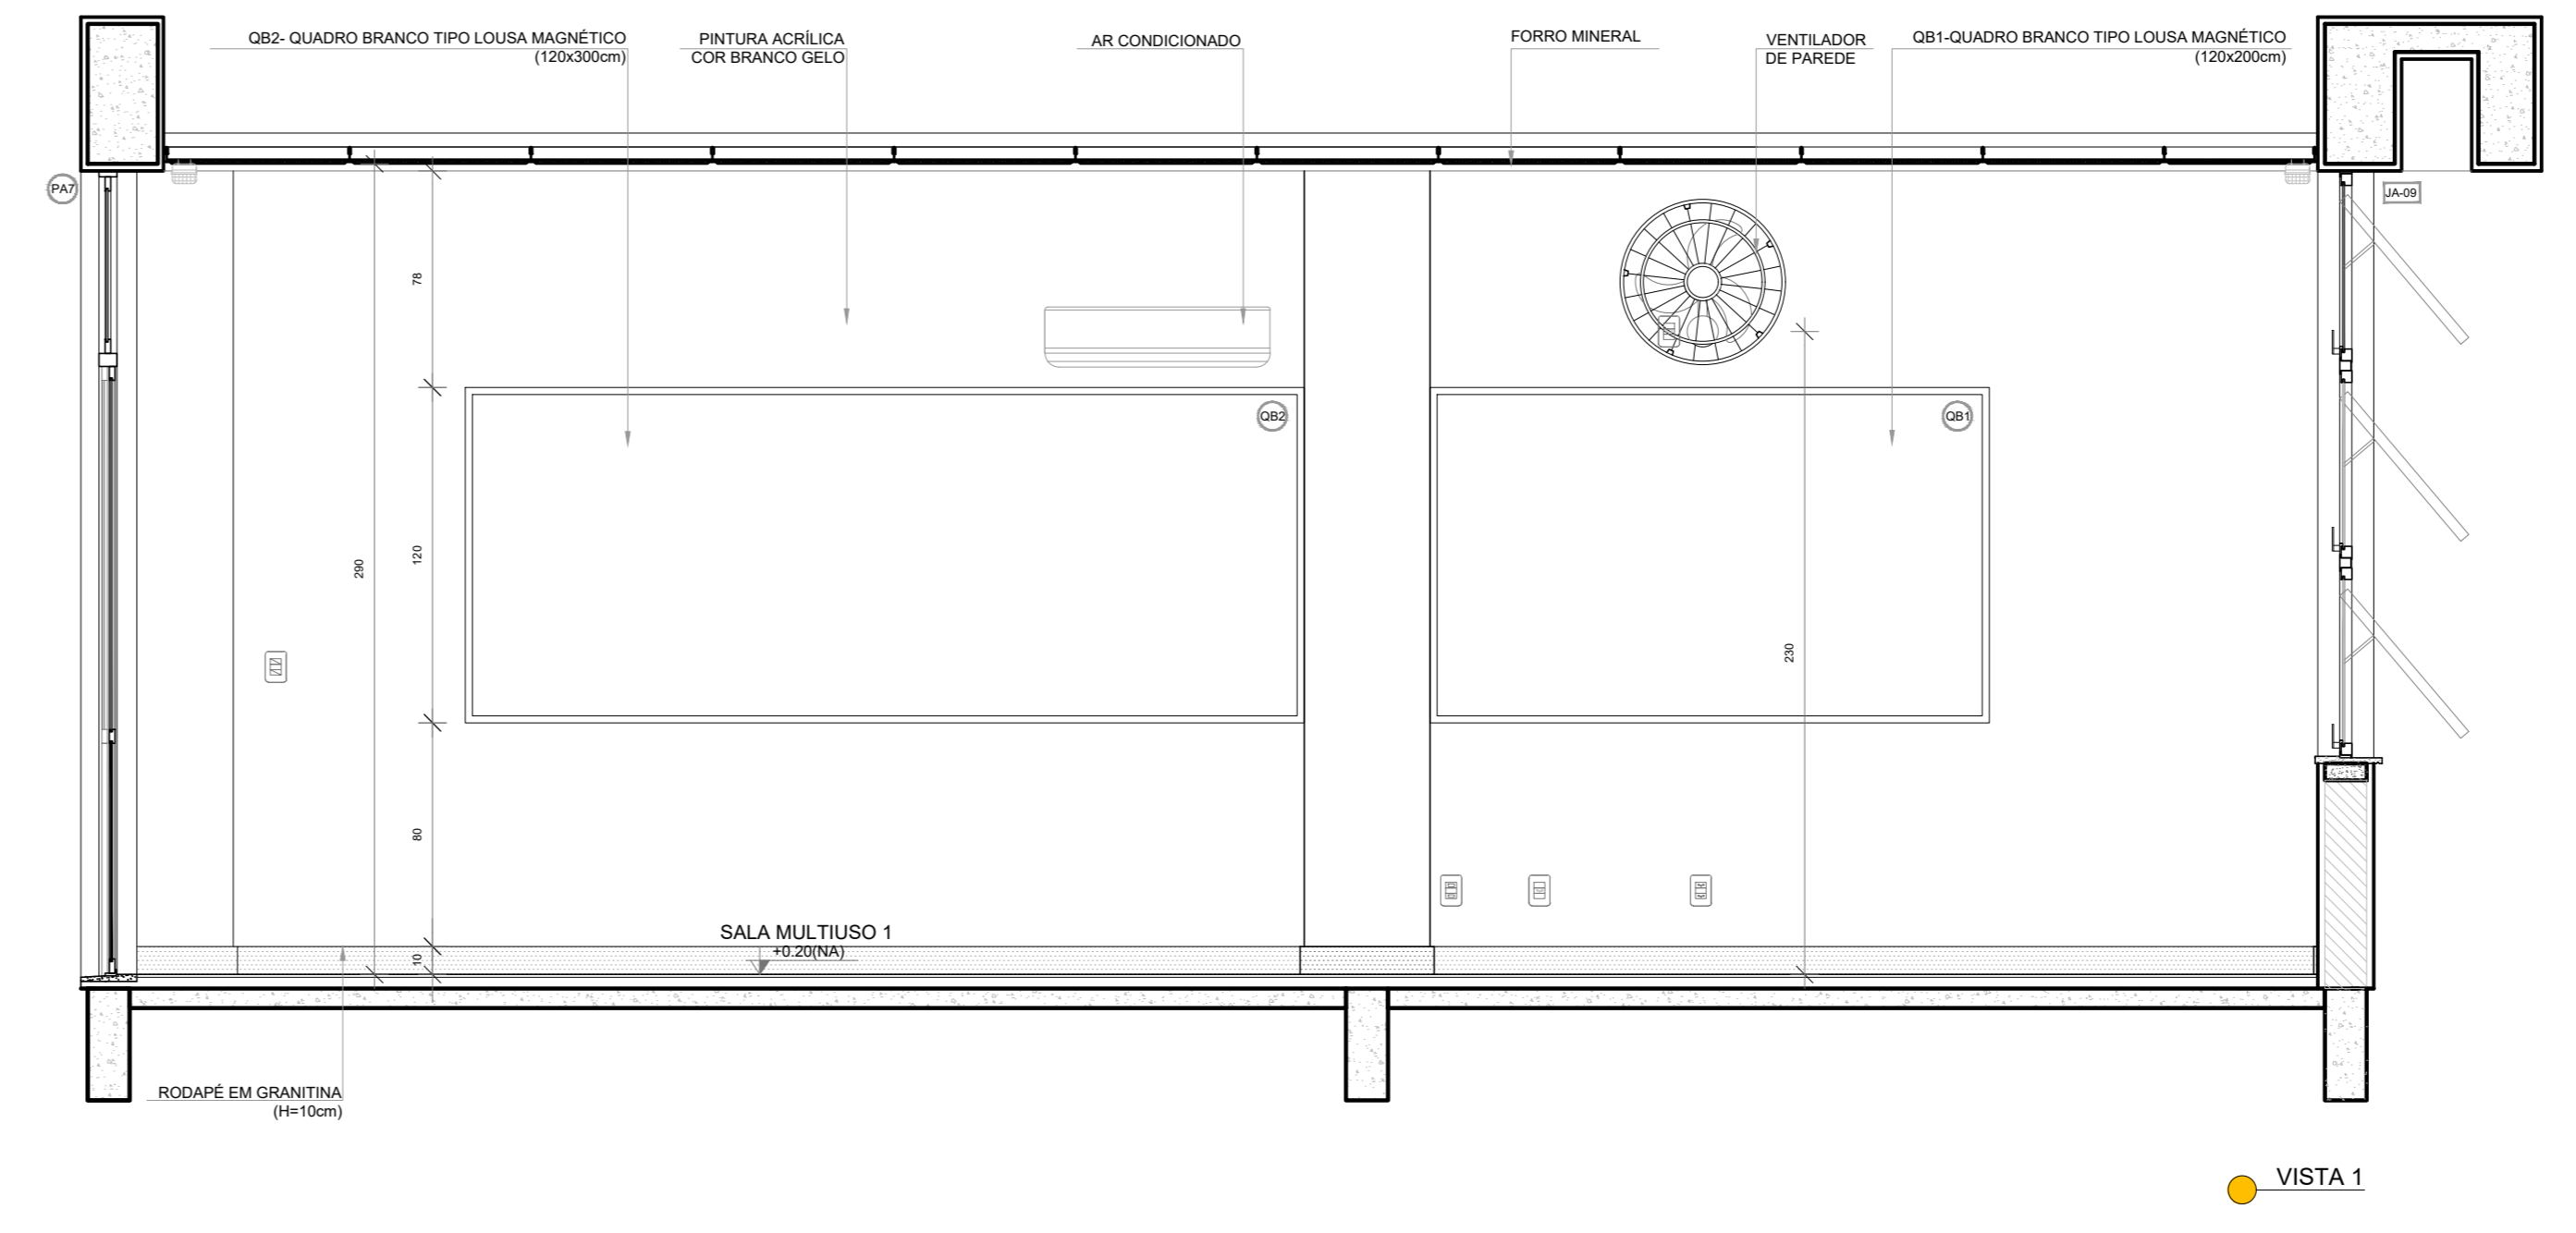 QB2- QUADRO BRANCO TIPO LOUSA MAGNÉTICO
(120x300cm)
PINTURA ACRÍLICA
COR BRANCO GELO
AR CONDICIONADO
FORRO MINERAL
VENTILADOR
DE PAREDE
QB1-QUADRO BRANCO TIPO LOUSA MAGNÉTICO
(120x200cm)
PA7
JA-09
78
QB2
QB1
120
290
230
80
SALA MULTIUSO 1
+0.20(NA)
10
RODAPÉ EM GRANITINA
(H=10cm)
VISTA 1